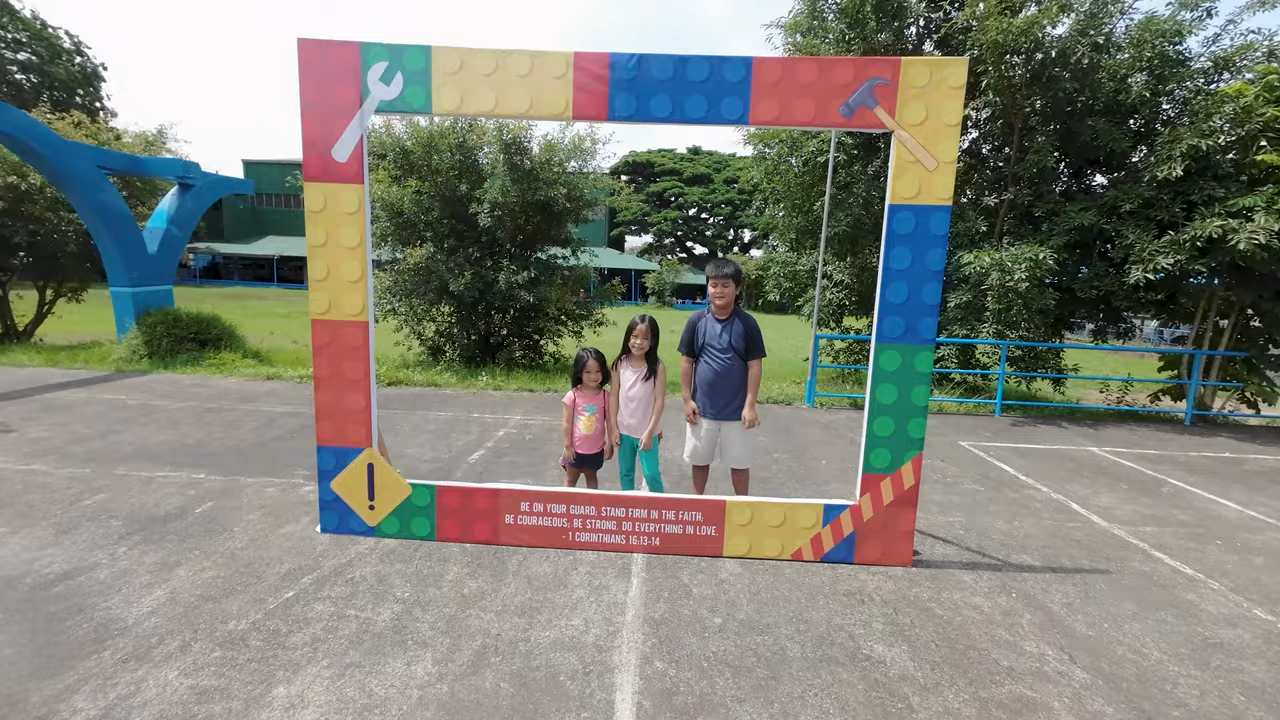 BE ON YOUR GUARD; STAND FIRM IN THE FAITH;
BE COURAGEOUS; BE STRONG. DO EVERYTHING IN LOVE.
- 1 CORINTHIANS 16:13-14